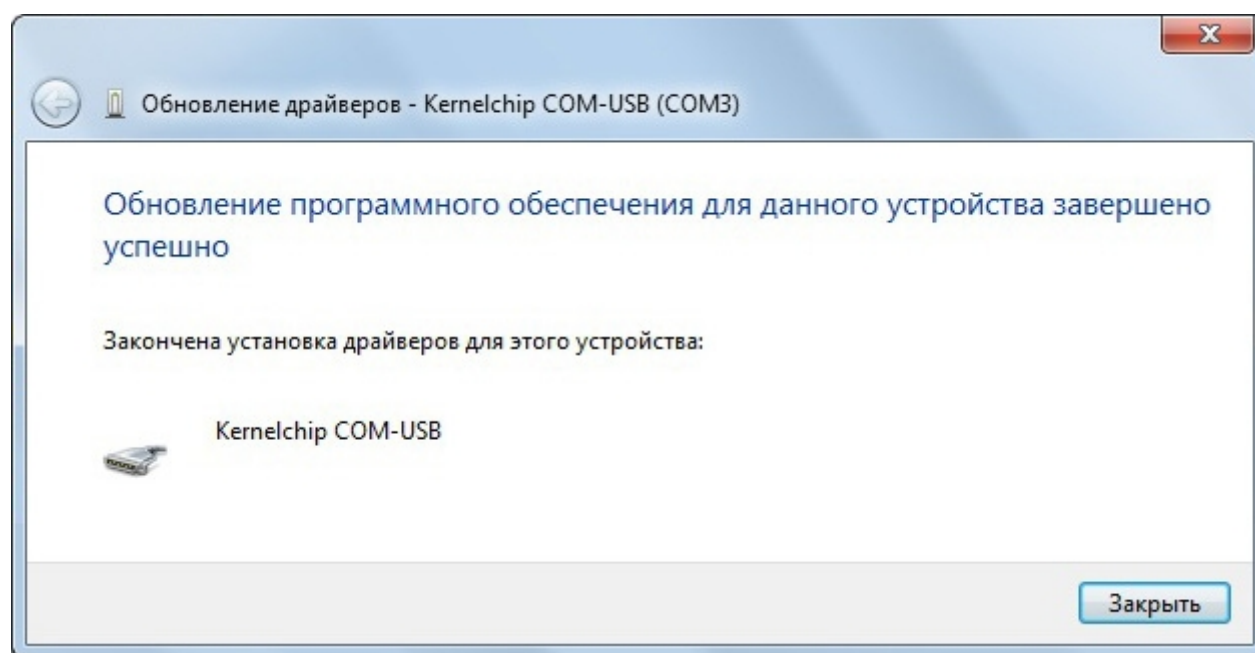 Обновление драйверов - Kernelchip COM-USB (COM3)
Обновление программного обеспечения для данного устройства завершено
успешно
Закончена установка драйверов для этого устройства:
Kernelchip COM-USB
Закрыть